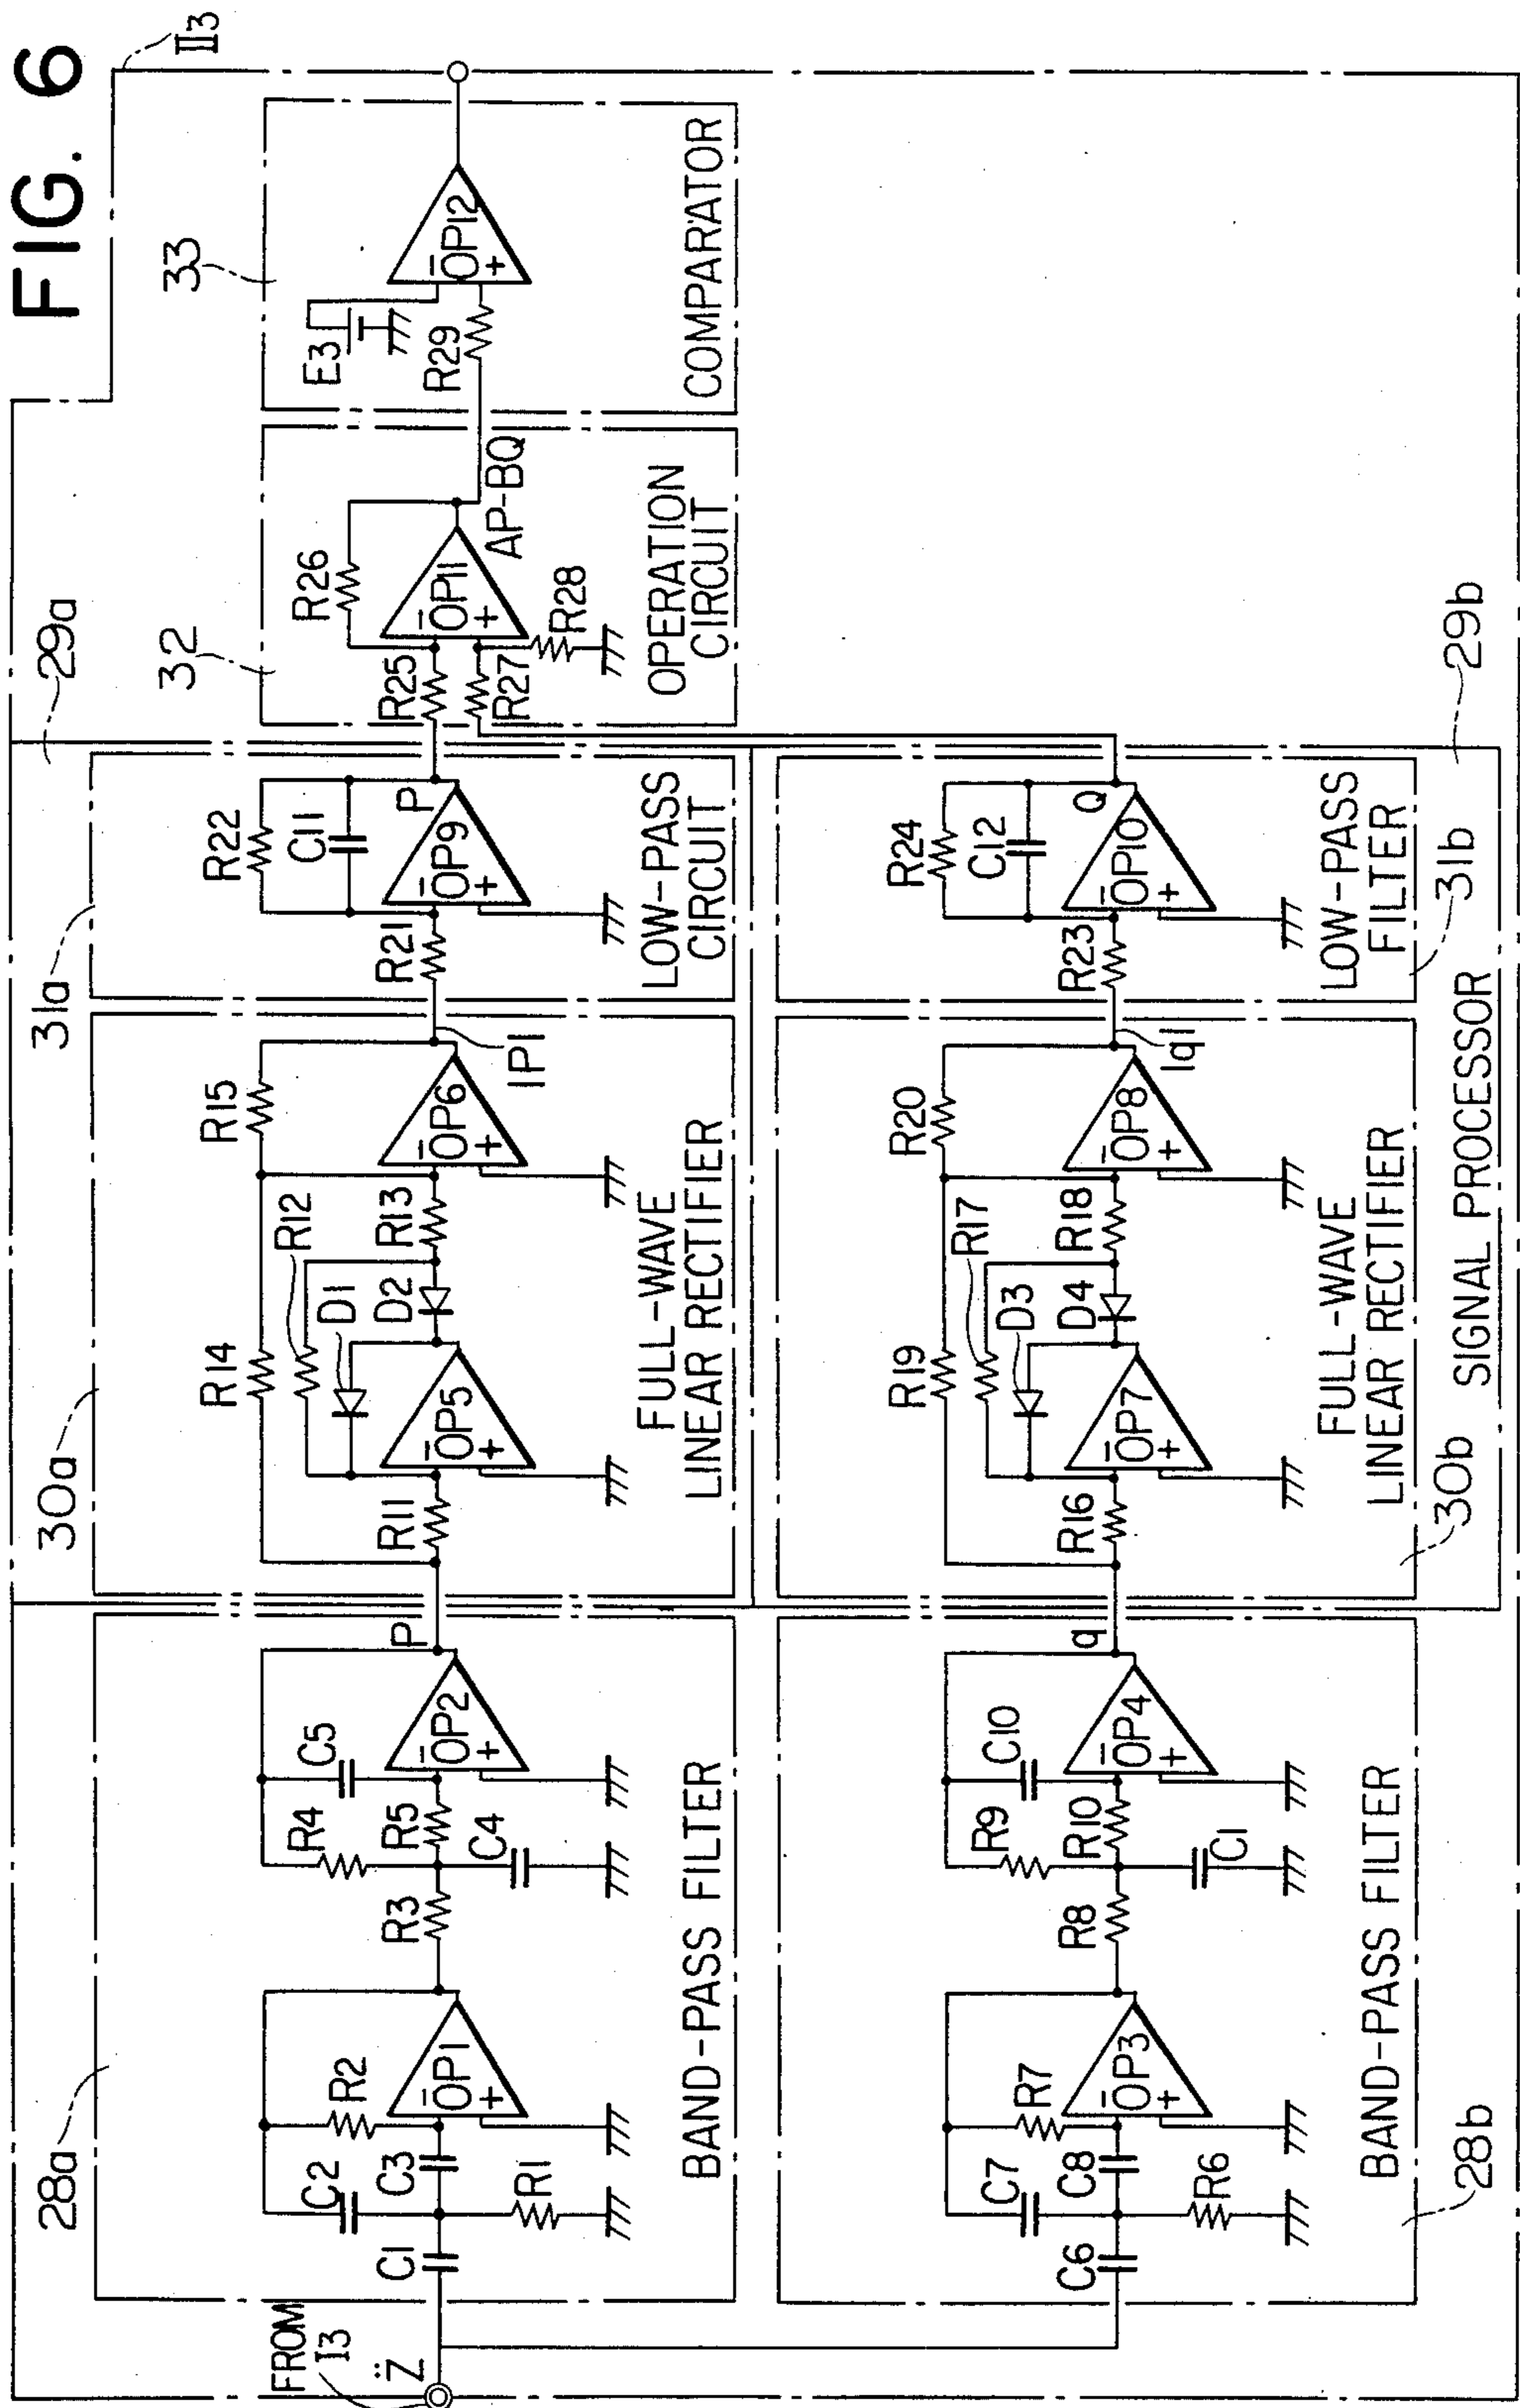 FIG. 6
II3
FROM
I3
Z̈
28a
C1
C2
C3
R1
R2
OP1
−
+
R3
R4
R5
C4
C5
OP2
−
+
P
BAND-PASS FILTER
29a
30a
R11
R14
R12
D1
OP5
−
+
D2
R13
R15
OP6
−
+
|P|
FULL-WAVE
LINEAR RECTIFIER
31a
R21
R22
C11
OP9
−
+
P
LOW-PASS
CIRCUIT
32
R25
R26
R27
R28
OP11
−
+
AP-BQ
OPERATION
CIRCUIT
33
E3
R29
OP12
−
+
COMPARATOR
28b
C6
C7
C8
R6
R7
OP3
−
+
R8
R9
R10
C1
C10
OP4
−
+
q
BAND-PASS FILTER
30b
R16
R19
R17
D3
OP7
−
+
D4
R18
R20
OP8
−
+
|q|
FULL-WAVE
LINEAR RECTIFIER
31b
R23
R24
C12
OP10
−
+
Q
LOW-PASS
FILTER
29b
SIGNAL PROCESSOR